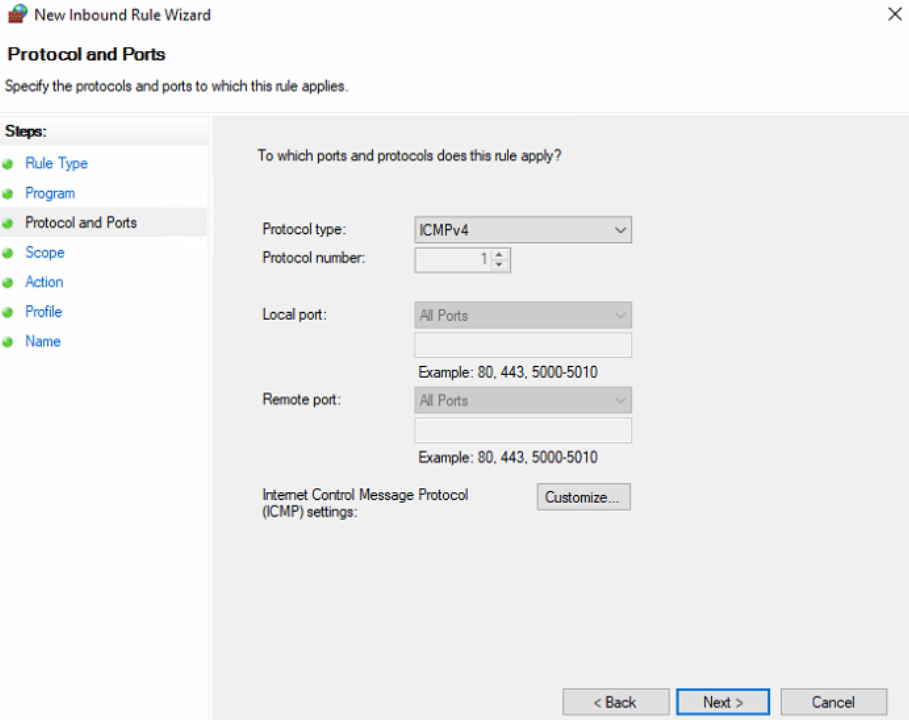 New Inbound Rule Wizard
Protocol and Ports
Specify the protocols and ports to which this rule applies.
Steps:
Rule Type
Program
Protocol and Ports
Scope
Action
Profile
Name
To which ports and protocols does this rule apply?
Protocol type: ICMPv4
Protocol number: 1
Local port: All Ports
Example: 80, 443, 5000-5010
Remote port: All Ports
Example: 80, 443, 5000-5010
Internet Control Message Protocol
(ICMP) settings:
Customize...
< Back Next > Cancel